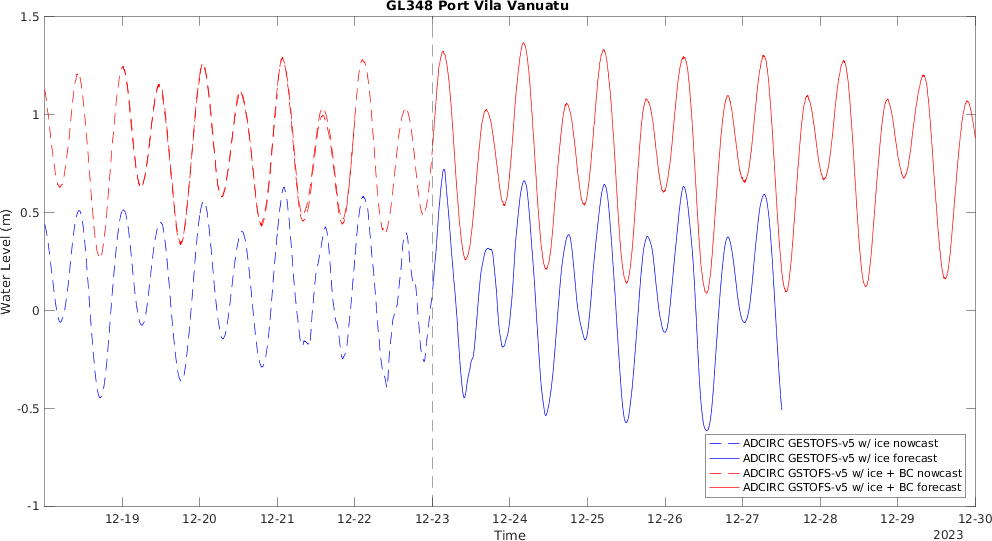 GL348 Port Vila Vanuatu
1.5
1
0.5
0
-0.5
-1
Water Level (m)
12-19 12-20 12-21 12-22 12-23 12-24 12-25 12-26 12-27 12-28 12-29 12-30
Time
2023
ADCIRC GESTOFS-v5 w/ ice nowcast
ADCIRC GESTOFS-v5 w/ ice forecast
ADCIRC GSTOFS-v5 w/ ice + BC nowcast
ADCIRC GSTOFS-v5 w/ ice + BC forecast